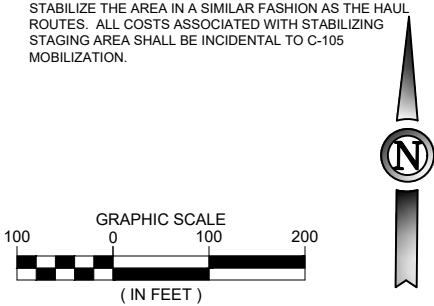 STABILIZE THE AREA IN A SIMILAR FASHION AS THE HAUL
ROUTES. ALL COSTS ASSOCIATED WITH STABILIZING
STAGING AREA SHALL BE INCIDENTAL TO C-105
MOBILIZATION.
N
GRAPHIC SCALE
100 0 100 200
( IN FEET )